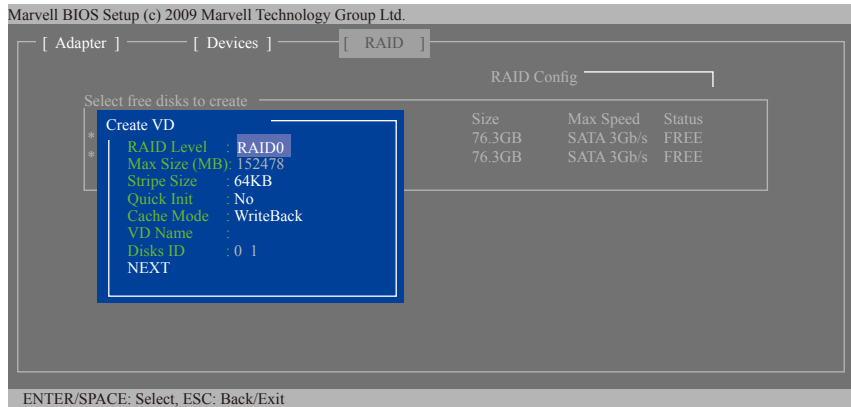 Marvell BIOS Setup (c) 2009 Marvell Technology Group Ltd.
[ Adapter ] [ Devices ] [ RAID ]
RAID Config
Select free disks to create
Size Max Speed Status
* 76.3GB SATA 3Gb/s FREE
* 76.3GB SATA 3Gb/s FREE
Create VD
RAID Level : RAID0
Max Size (MB): 152478
Stripe Size : 64KB
Quick Init : No
Cache Mode : WriteBack
VD Name :
Disks ID : 0 1
NEXT
ENTER/SPACE: Select, ESC: Back/Exit